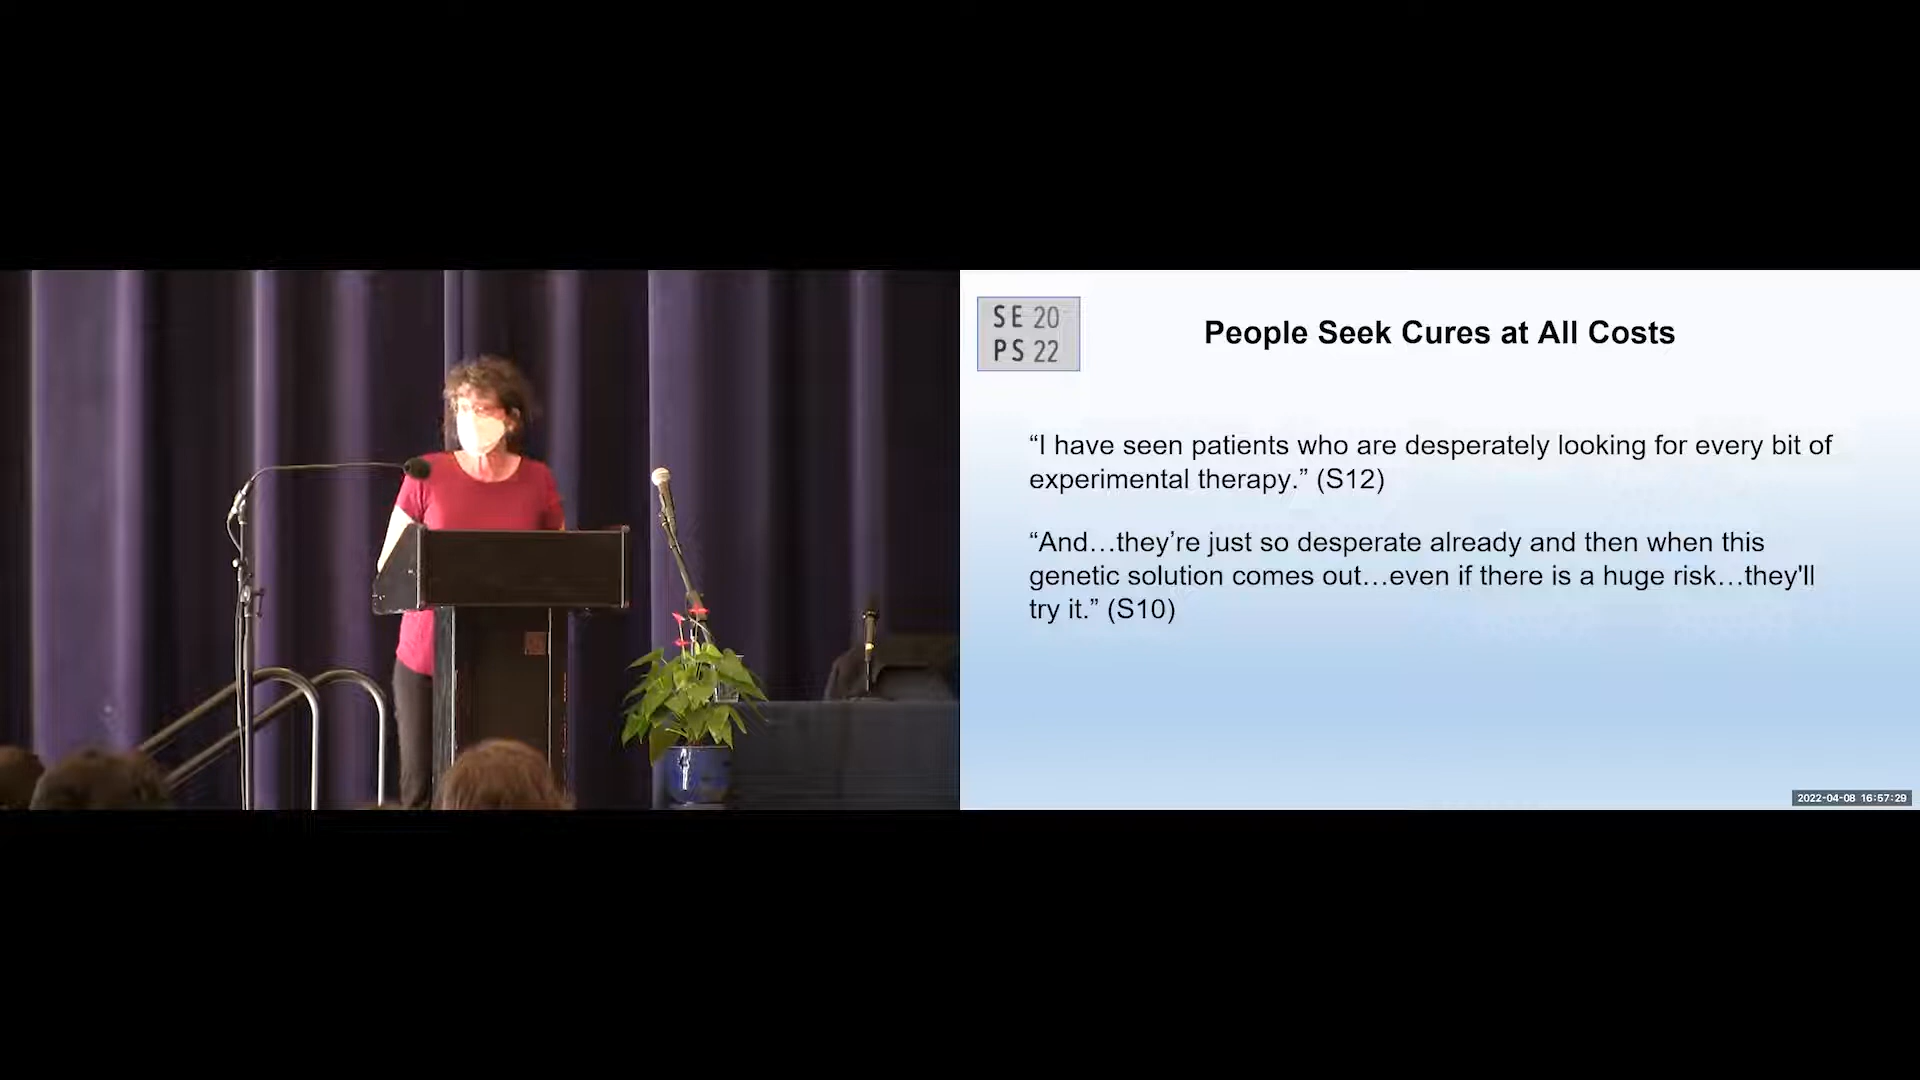 SE 20
PS 22
People Seek Cures at All Costs
“I have seen patients who are desperately looking for every bit of
experimental therapy.” (S12)
“And…they’re just so desperate already and then when this
genetic solution comes out…even if there is a huge risk…they'll
try it.” (S10)
2022-04-08 16:57:29